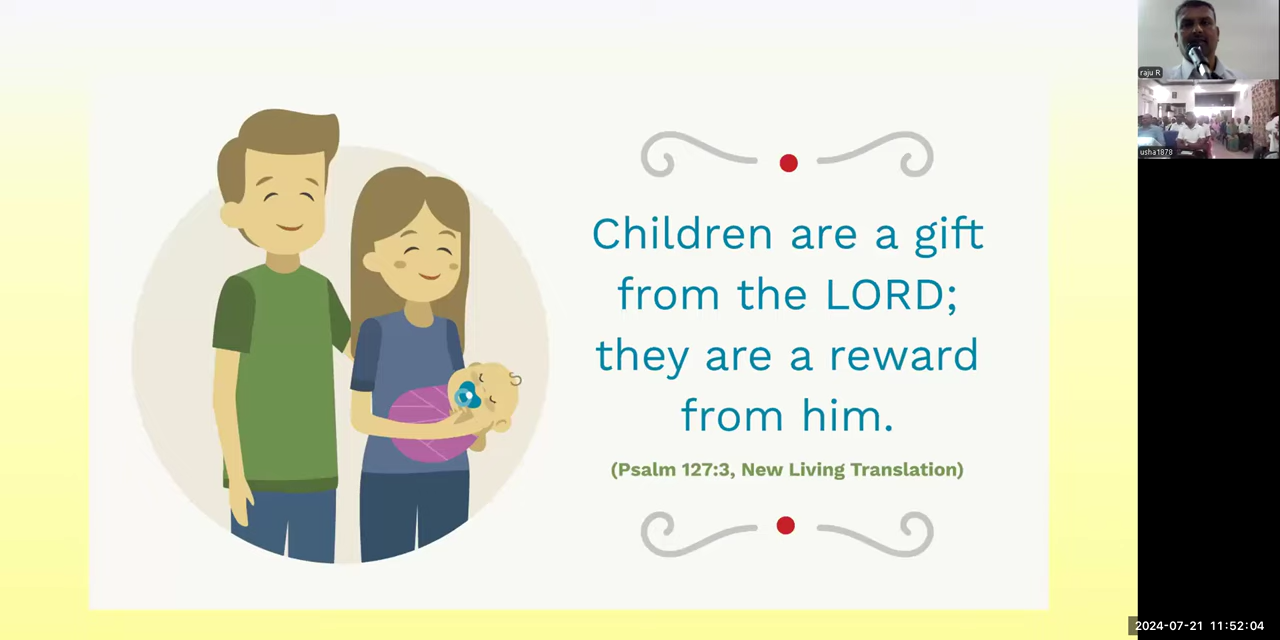 Children are a gift
from the LORD;
they are a reward
from him.
(Psalm 127:3, New Living Translation)
raju R
usha1878
2024-07-21 11:52:04